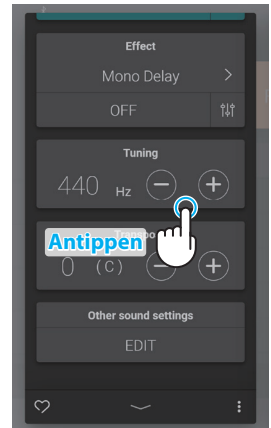 Effect
Mono Delay >
OFF
Tuning
440 Hz − +
Antippen
0 (C) − +
Other sound settings
EDIT